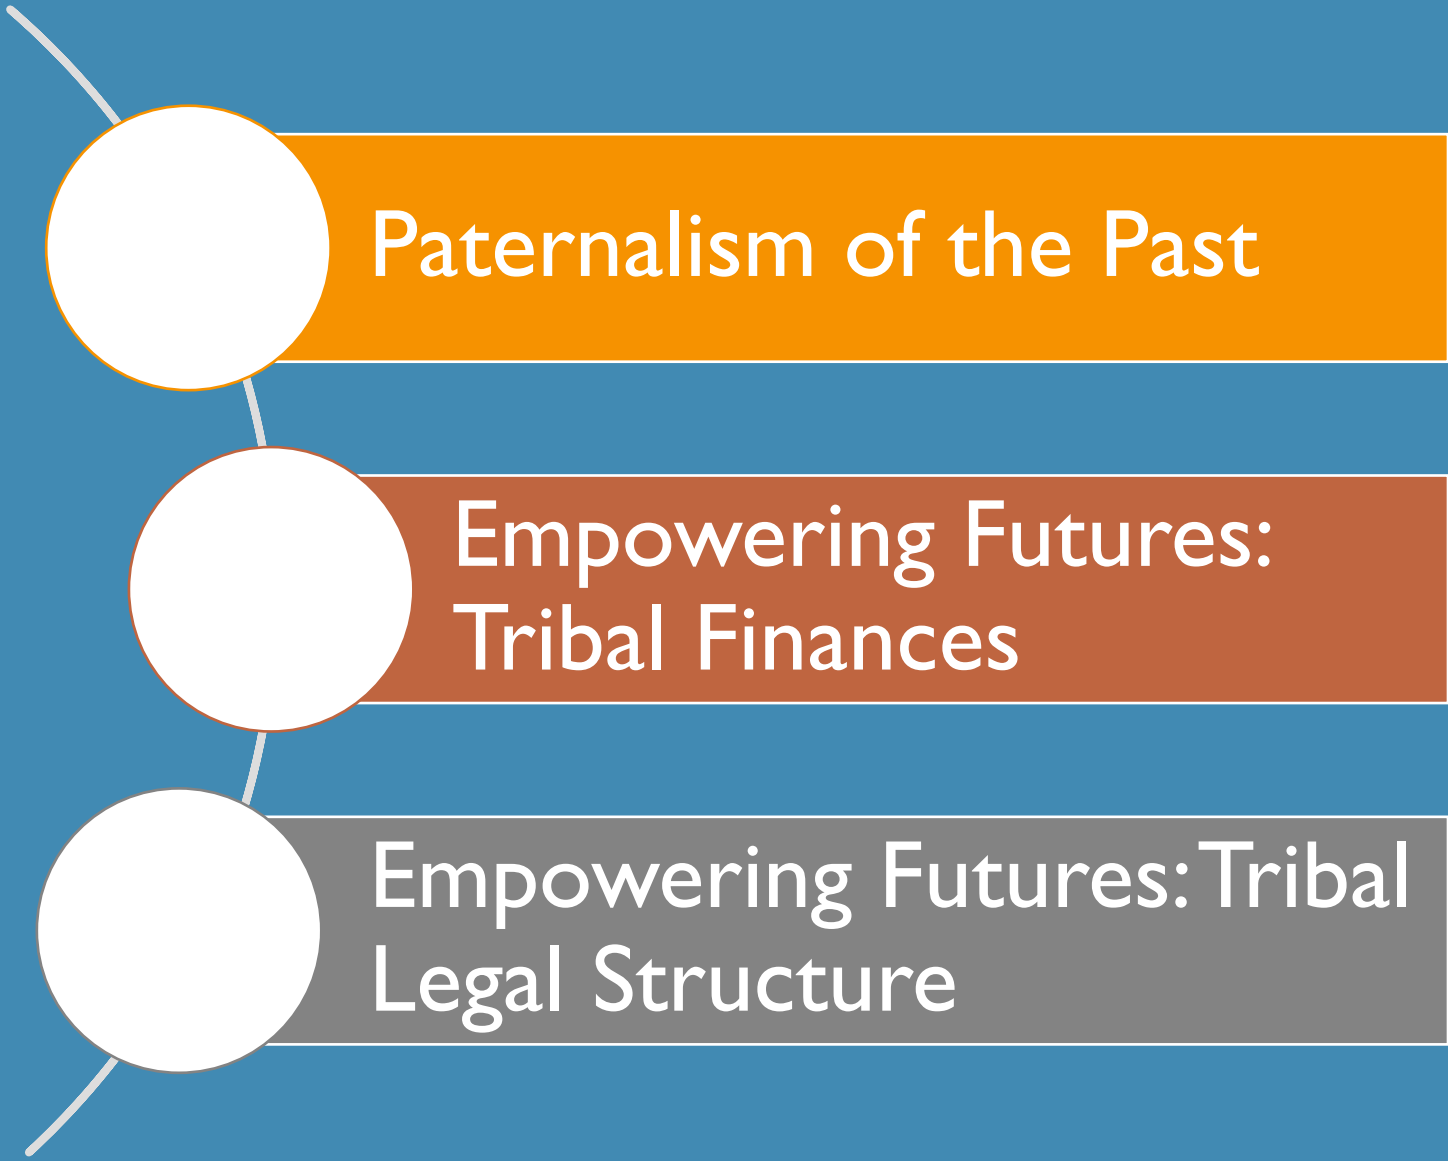 Paternalism of the Past
Empowering Futures:
Tribal Finances
Empowering Futures: Tribal
Legal Structure